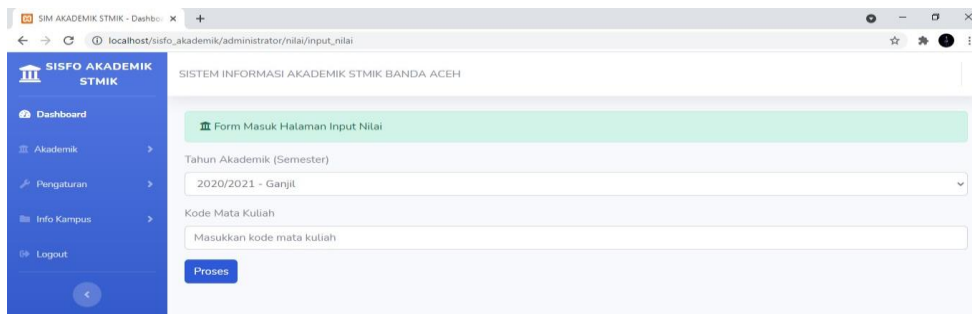 SIM AKADEMIK STMIK - Dashbo
localhost/sisfo_akademik/administrator/nilai/input_nilai
SISFO AKADEMIK
STMIK
SISTEM INFORMASI AKADEMIK STMIK BANDA ACEH
Dashboard
Akademik
Pengaturan
Info Kampus
Logout
Form Masuk Halaman Input Nilai
Tahun Akademik (Semester)
2020/2021 - Ganjil
Kode Mata Kuliah
Masukkan kode mata kuliah
Proses